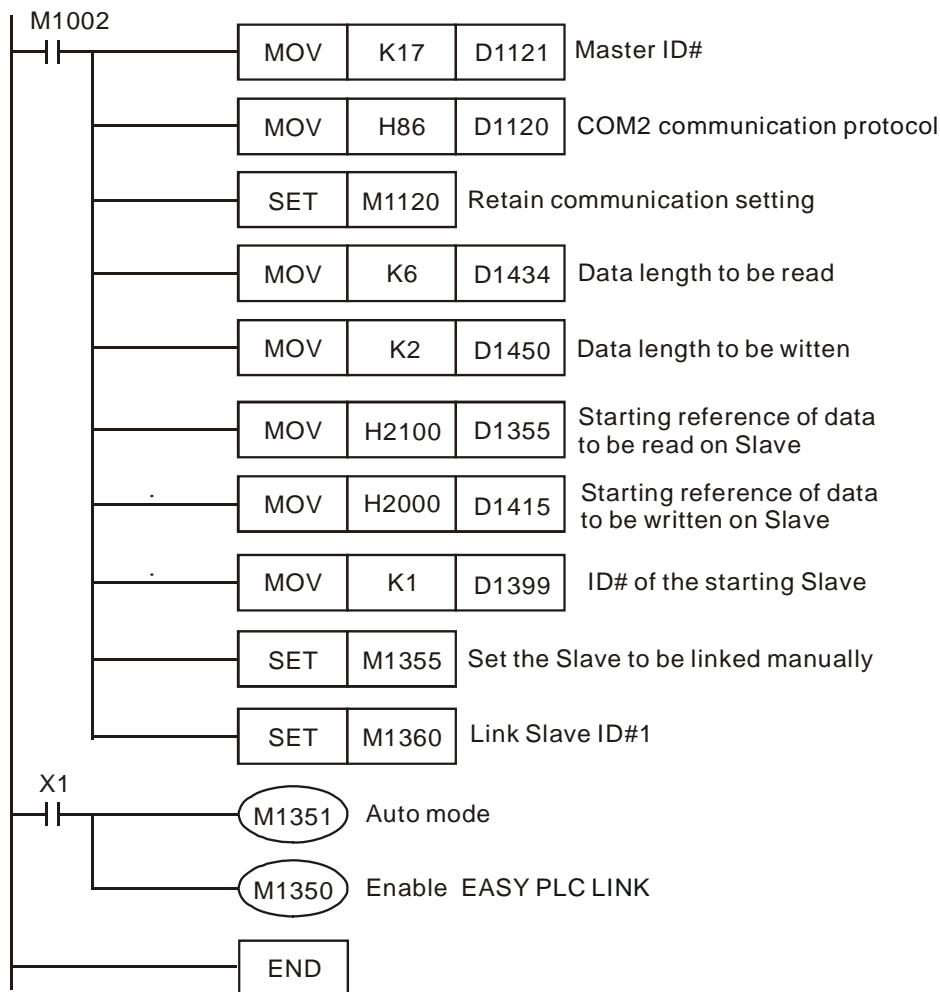 M1002
MOV K17 D1121 Master ID#
MOV H86 D1120 COM2 communication protocol
SET M1120 Retain communication setting
MOV K6 D1434 Data length to be read
MOV K2 D1450 Data length to be witten
MOV H2100 D1355 Starting reference of data
to be read on Slave
MOV H2000 D1415 Starting reference of data
to be written on Slave
MOV K1 D1399 ID# of the starting Slave
SET M1355 Set the Slave to be linked manually
SET M1360 Link Slave ID#1
X1
M1351 Auto mode
M1350 Enable EASY PLC LINK
END